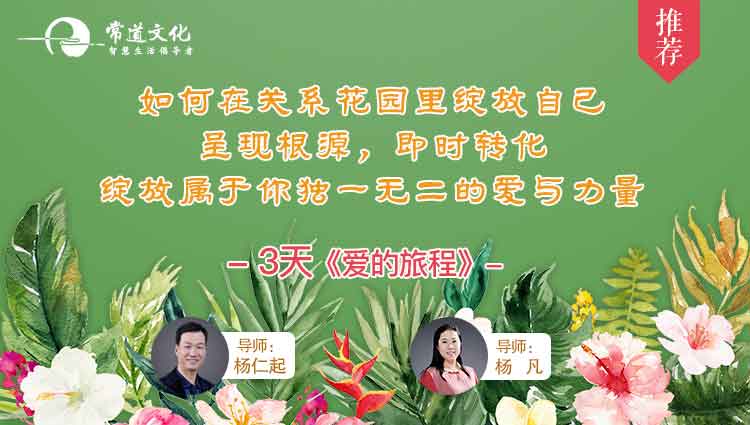 常道文化
智慧生活倡导者
推荐
如何在关系花园里绽放自己
呈现根源，即时转化
绽放属于你独一无二的爱与力量
- 3天《爱的旅程》-
导师：
杨仁起
导师：
杨 凡